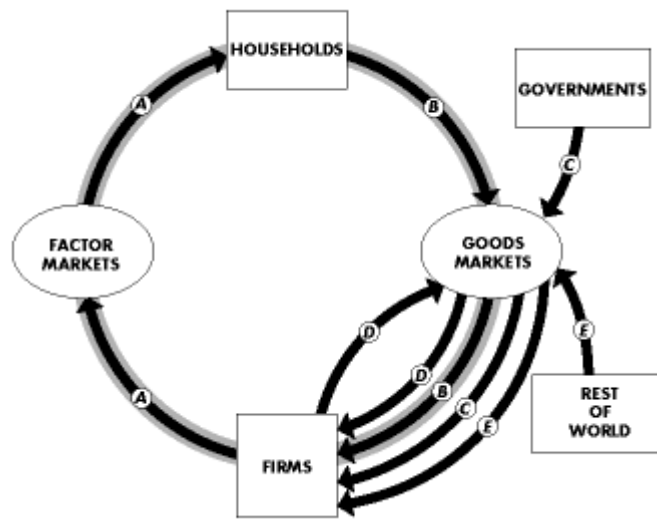 HOUSEHOLDS
GOVERNMENTS
A
B
C
FACTOR
MARKETS
GOODS
MARKETS
D
E
D
A
B
C
REST
OF
WORLD
E
FIRMS